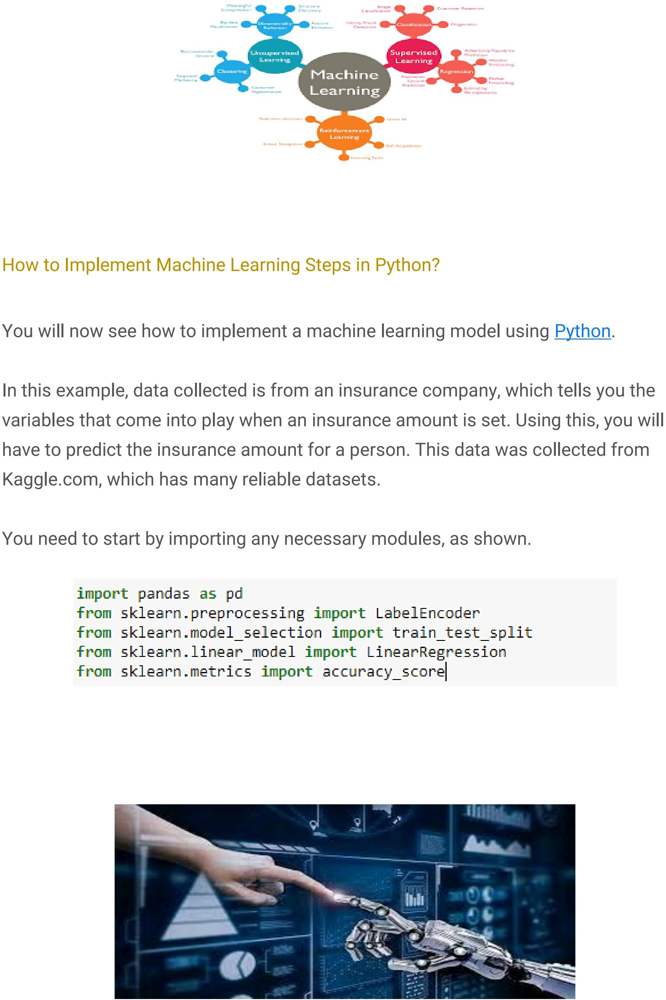 Meaningful
Compression
Structure
Discovery
Image
Classification
Customer Retention
Big data
Visualisation
Dimensionality
Reduction
Feature
Elicitation
Identity Fraud
Detection
Classification
Diagnostics
Recommender
Systems
Unsupervised
Learning
Supervised
Learning
Advertising Popularity
Prediction
Weather
Forecasting
Clustering
Machine
Learning
Regression
Targeted
Marketing
Population
Growth
Prediction
Market
Forecasting
Customer
Segmentation
Estimating
life expectancy
Real-time decisions
Game AI
Reinforcement
Learning
Robot Navigation
Skill Acquisition
Learning Tasks
How to Implement Machine Learning Steps in Python?
You will now see how to implement a machine learning model using Python.
In this example, data collected is from an insurance company, which tells you the
variables that come into play when an insurance amount is set. Using this, you will
have to predict the insurance amount for a person. This data was collected from
Kaggle.com, which has many reliable datasets.
You need to start by importing any necessary modules, as shown.
import pandas as pd
from sklearn.preprocessing import LabelEncoder
from sklearn.model_selection import train_test_split
from sklearn.linear_model import LinearRegression
from sklearn.metrics import accuracy_score